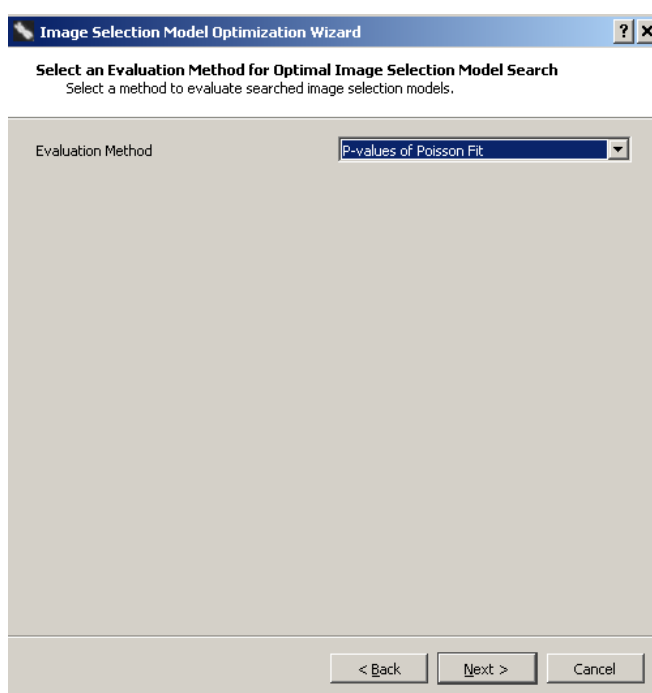 Image Selection Model Optimization Wizard
Select an Evaluation Method for Optimal Image Selection Model Search
Select a method to evaluate searched image selection models.
Evaluation Method P-values of Poisson Fit
< Back Next > Cancel